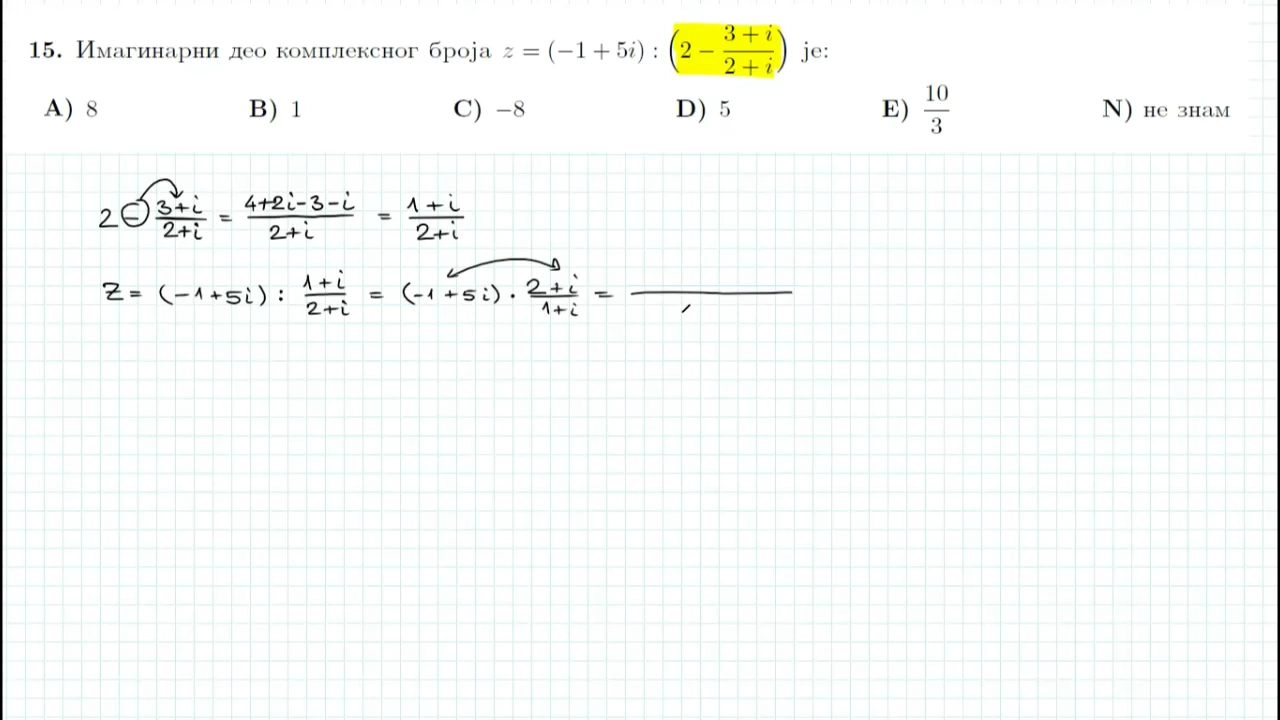 15. Имагинарни део комплексног броја z = (−1 + 5i) : (2 − (3 + i)/(2 + i)) је:
A) 8 B) 1 C) −8 D) 5 E) 10/3 N) не знам
2 − (3+i)/(2+i) = (4+2i−3−i)/(2+i) = (1+i)/(2+i)
z = (−1+5i) : (1+i)/(2+i) = (−1+5i) · (2+i)/(1+i) =